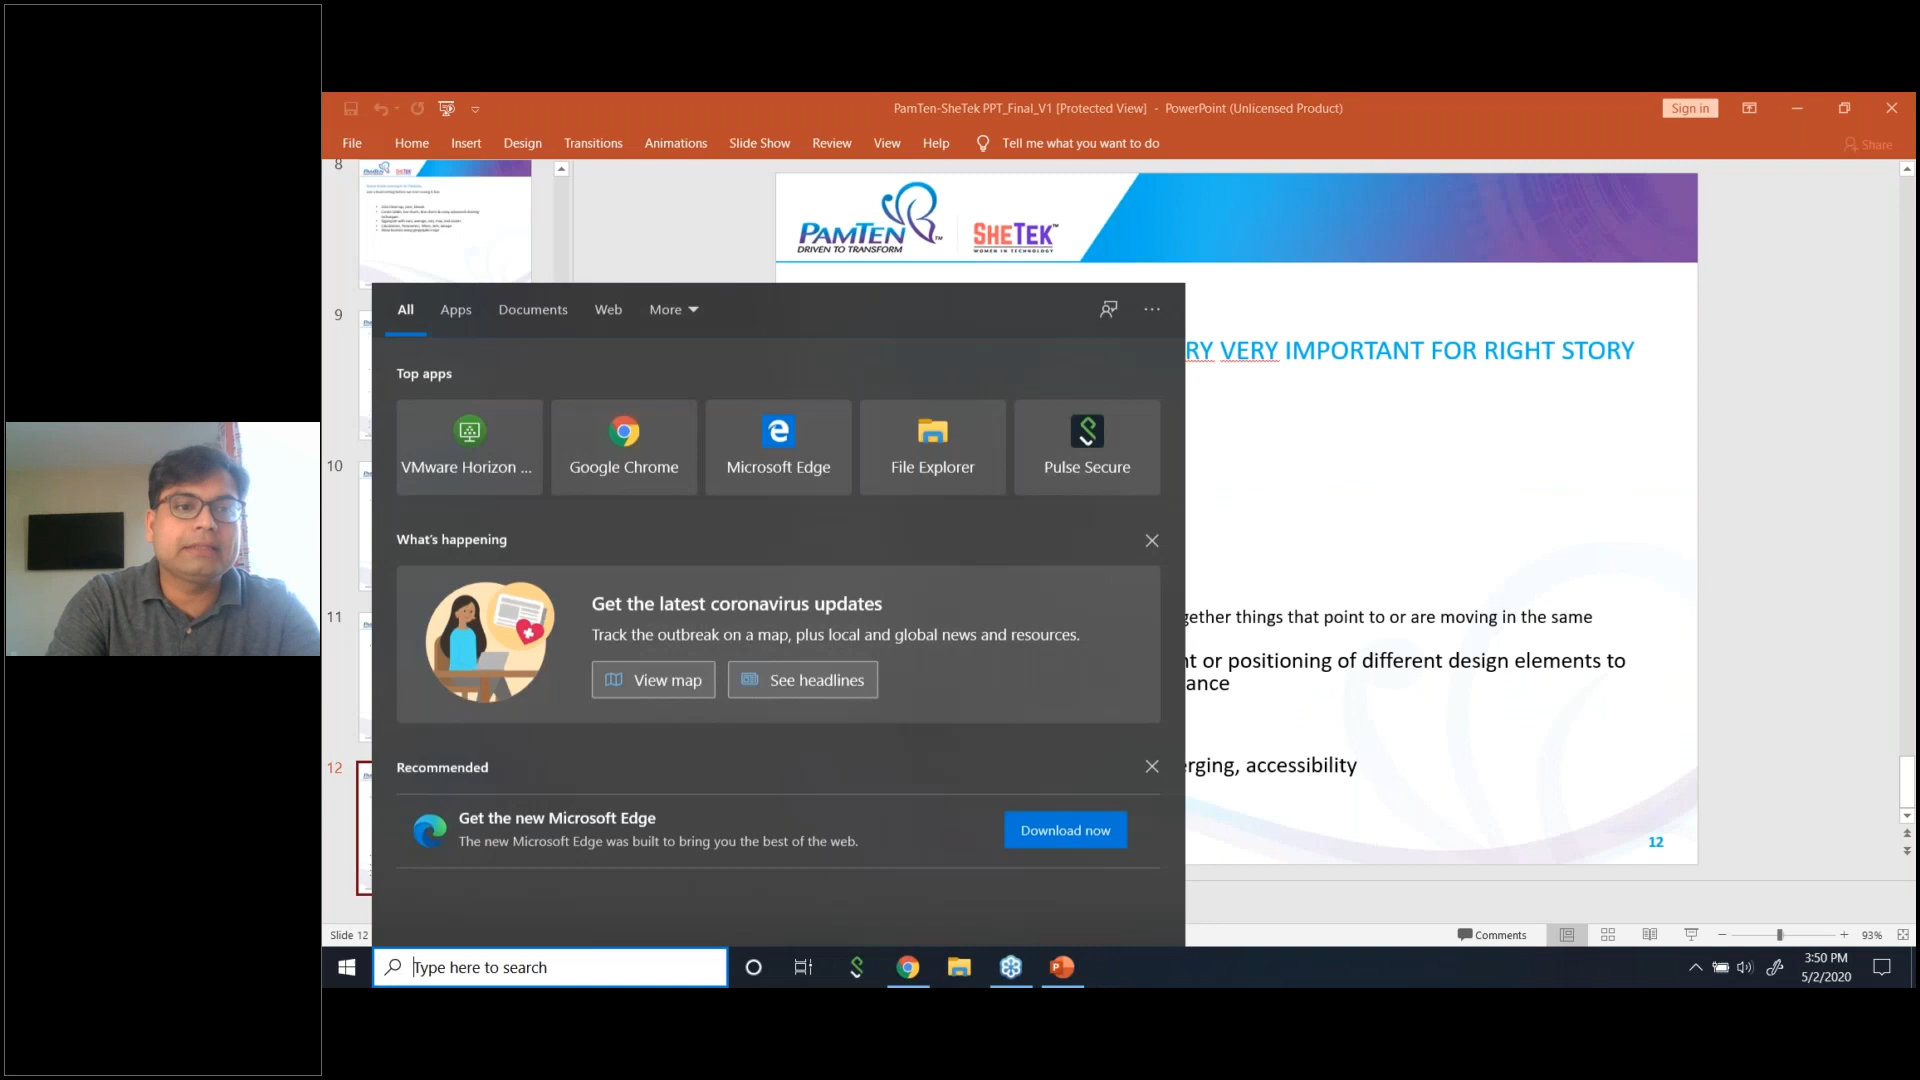 PamTen-SheTek PPT_Final_V1 [Protected View] - PowerPoint (Unlicensed Product)
Sign in
File Home Insert Design Transitions Animations Slide Show Review View Help Tell me what you want to do
Share
8
9
10
11
12
PAMTEN TM
DRIVEN TO TRANSFORM
SHETEK TM
WOMEN IN TECHNOLOGY
RY VERY IMPORTANT FOR RIGHT STORY
gether things that point to or are moving in the same
nt or positioning of different design elements to
ance
erging, accessibility
12
All Apps Documents Web More
Top apps
VMware Horizon ...
Google Chrome
Microsoft Edge
File Explorer
Pulse Secure
What's happening
Get the latest coronavirus updates
Track the outbreak on a map, plus local and global news and resources.
View map
See headlines
Recommended
Get the new Microsoft Edge
The new Microsoft Edge was built to bring you the best of the web.
Download now
Slide 12
Comments
93%
Type here to search
3:50 PM
5/2/2020